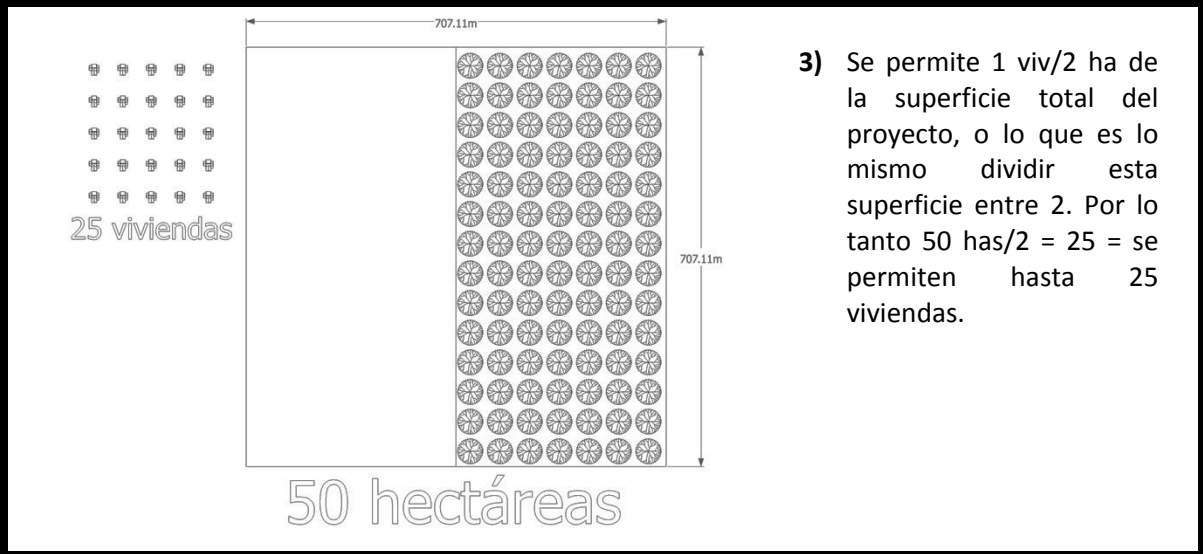 707.11m
25 viviendas
707.11m
50 hectáreas
3) Se permite 1 viv/2 ha de
la superficie total del
proyecto, o lo que es lo
mismo dividir esta
superficie entre 2. Por lo
tanto 50 has/2 = 25 = se
permiten hasta 25
viviendas.